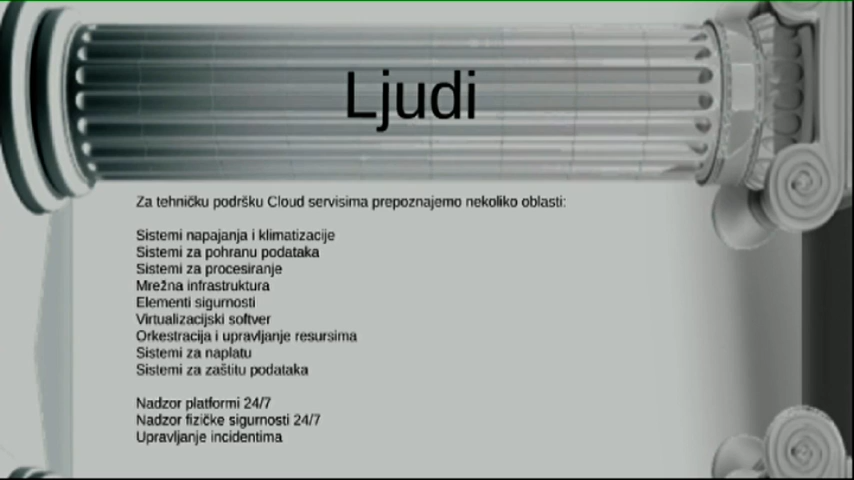 Ljudi
Za tehničku podršku Cloud servisima prepoznajemo nekoliko oblasti:
Sistemi napajanja i klimatizacije
Sistemi za pohranu podataka
Sistemi za procesiranje
Mrežna infrastruktura
Elementi sigurnosti
Virtualizacijski softver
Orkestracija i upravljanje resursima
Sistemi za naplatu
Sistemi za zaštitu podataka
Nadzor platformi 24/7
Nadzor fizičke sigurnosti 24/7
Upravljanje incidentima